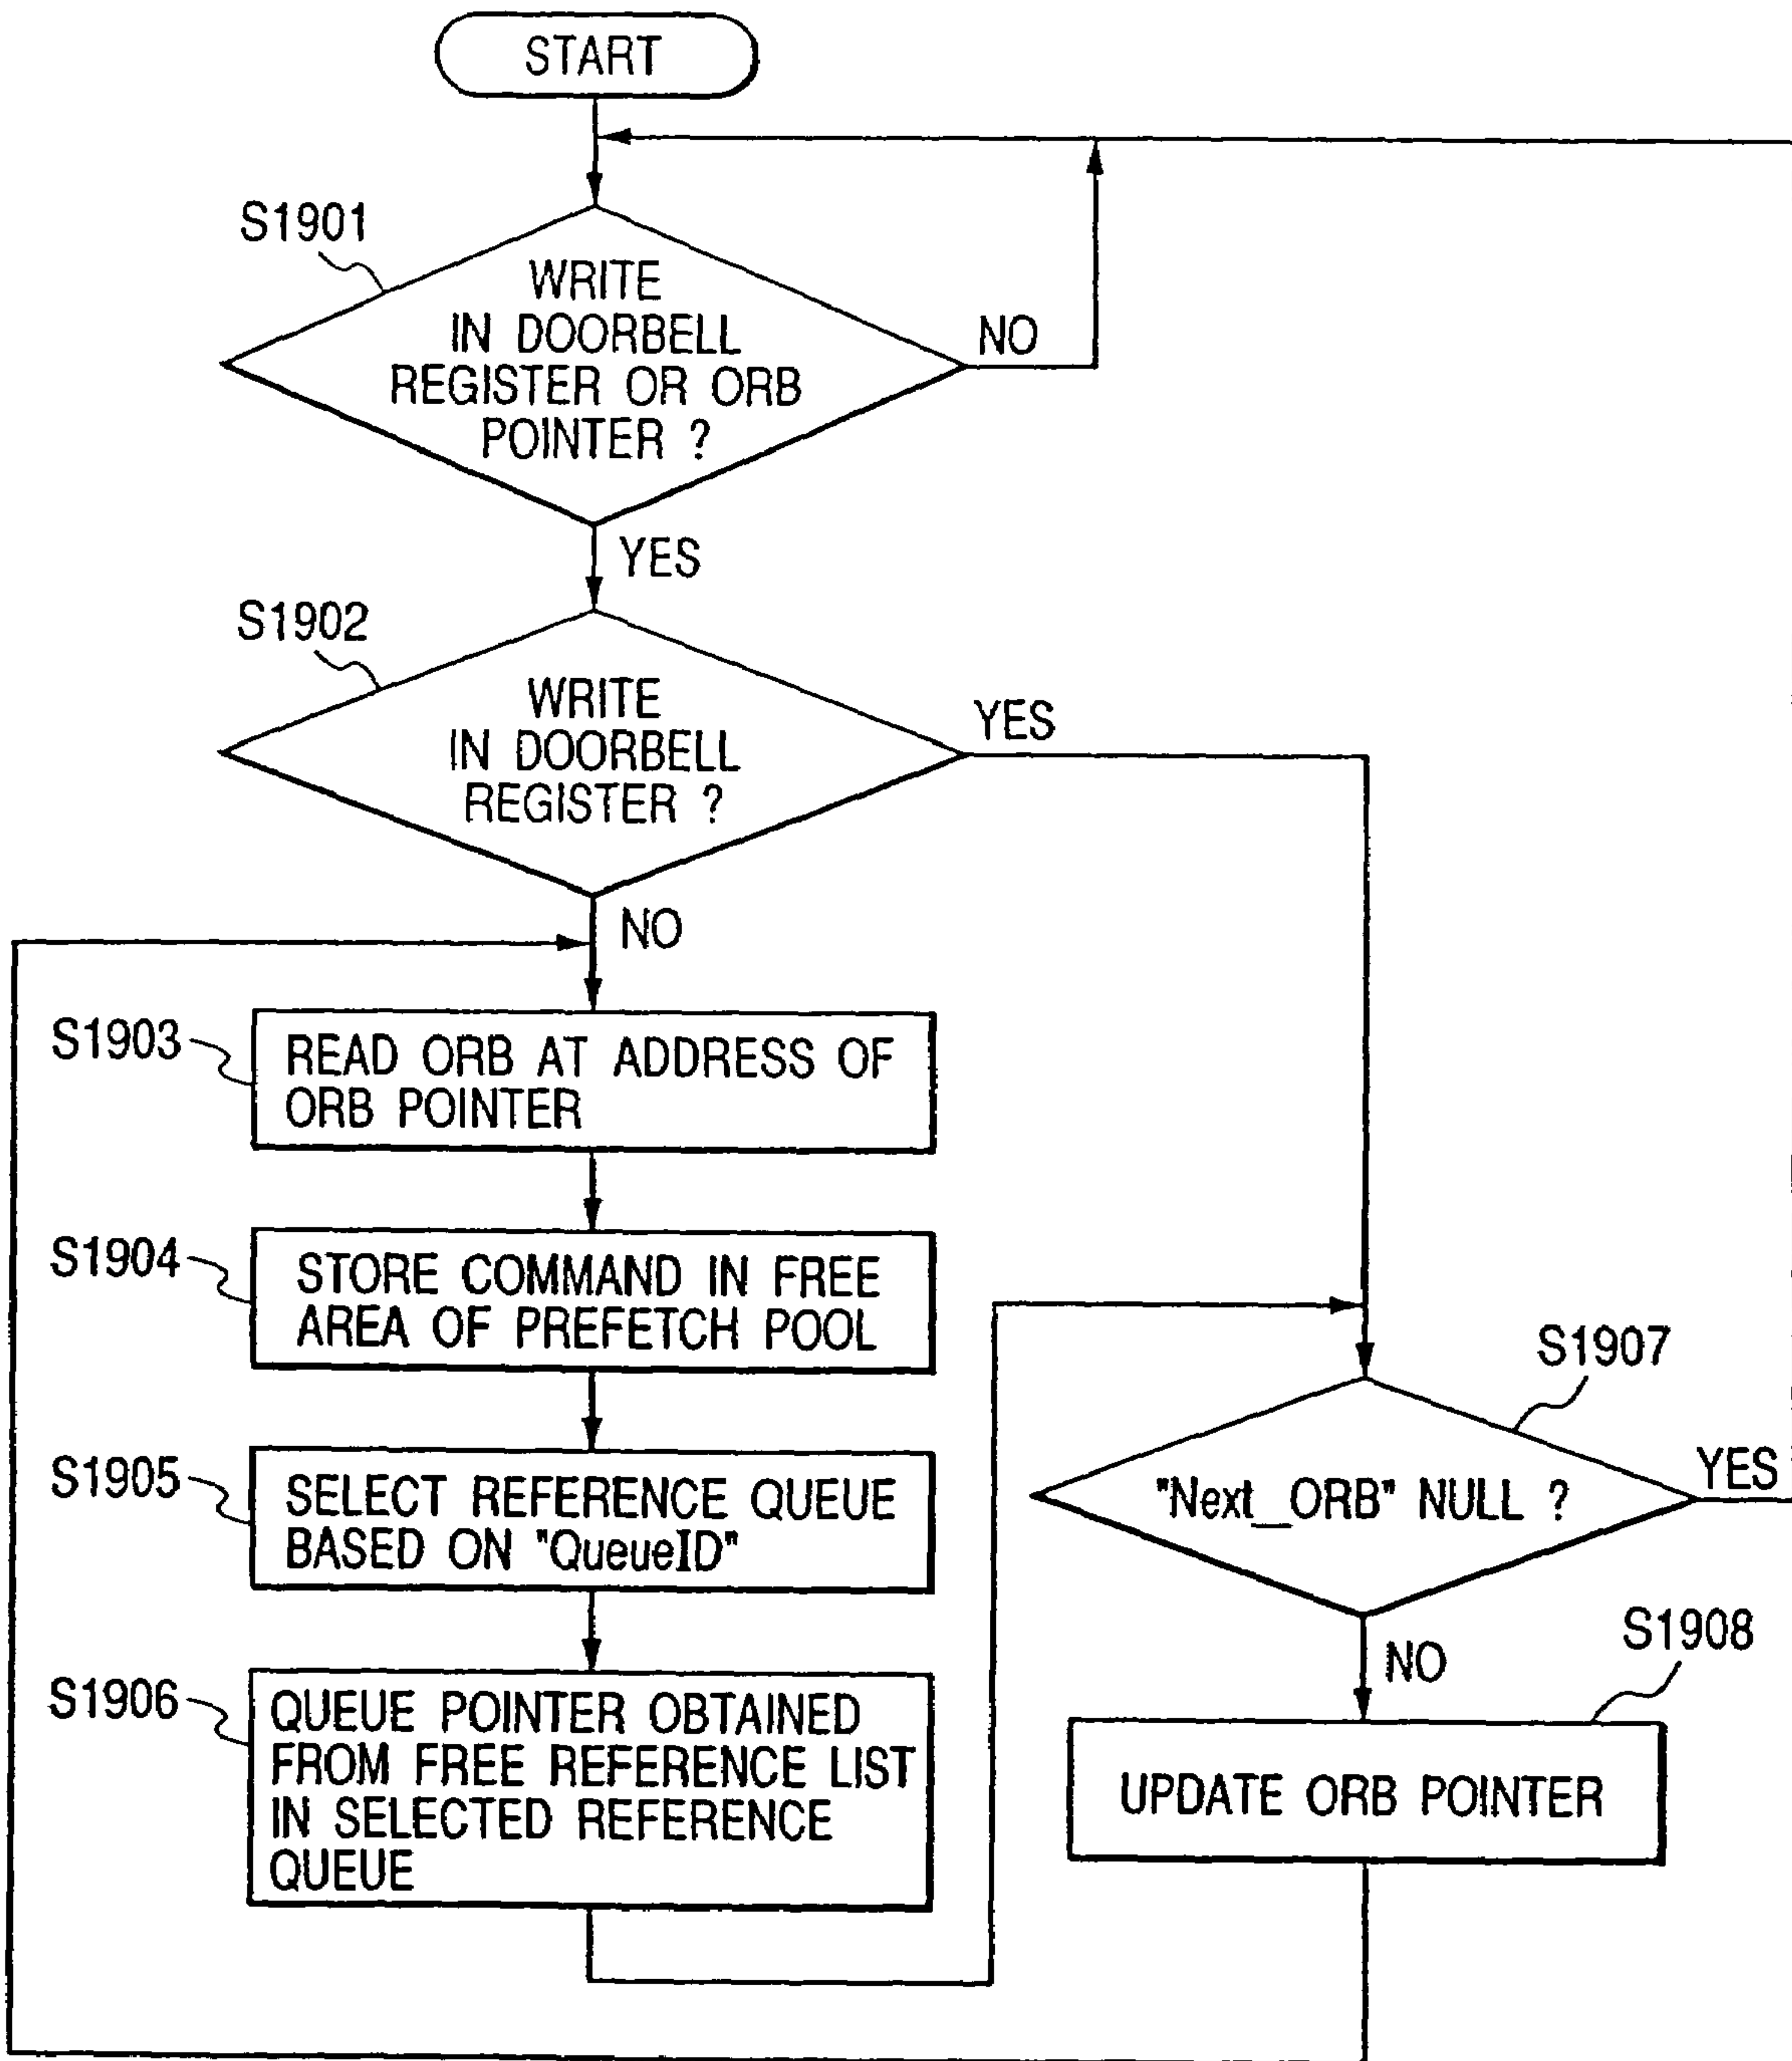 START
S1901
WRITE
IN DOORBELL
REGISTER OR ORB
POINTER ?
NO
YES
S1902
WRITE
IN DOORBELL
REGISTER ?
YES
NO
S1903
READ ORB AT ADDRESS OF
ORB POINTER
S1904
STORE COMMAND IN FREE
AREA OF PREFETCH POOL
S1905
SELECT REFERENCE QUEUE
BASED ON "QueueID"
S1906
QUEUE POINTER OBTAINED
FROM FREE REFERENCE LIST
IN SELECTED REFERENCE
QUEUE
S1907
"Next_ORB" NULL ?
YES
NO
S1908
UPDATE ORB POINTER